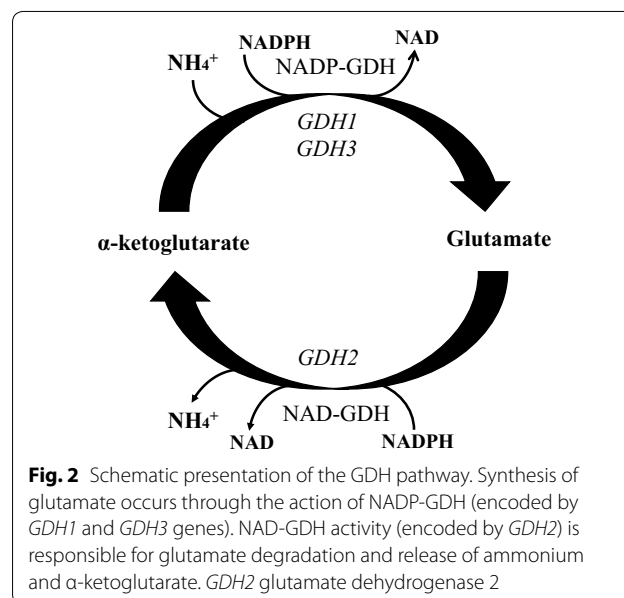 NADPH NAD
NH₄⁺ NADP-GDH
GDH1
GDH3
α-ketoglutarate Glutamate
GDH2
NH₄⁺ NAD-GDH
NAD NADPH
Fig. 2 Schematic presentation of the GDH pathway. Synthesis of
glutamate occurs through the action of NADP-GDH (encoded by
GDH1 and GDH3 genes). NAD-GDH activity (encoded by GDH2) is
responsible for glutamate degradation and release of ammonium
and α-ketoglutarate. GDH2 glutamate dehydrogenase 2